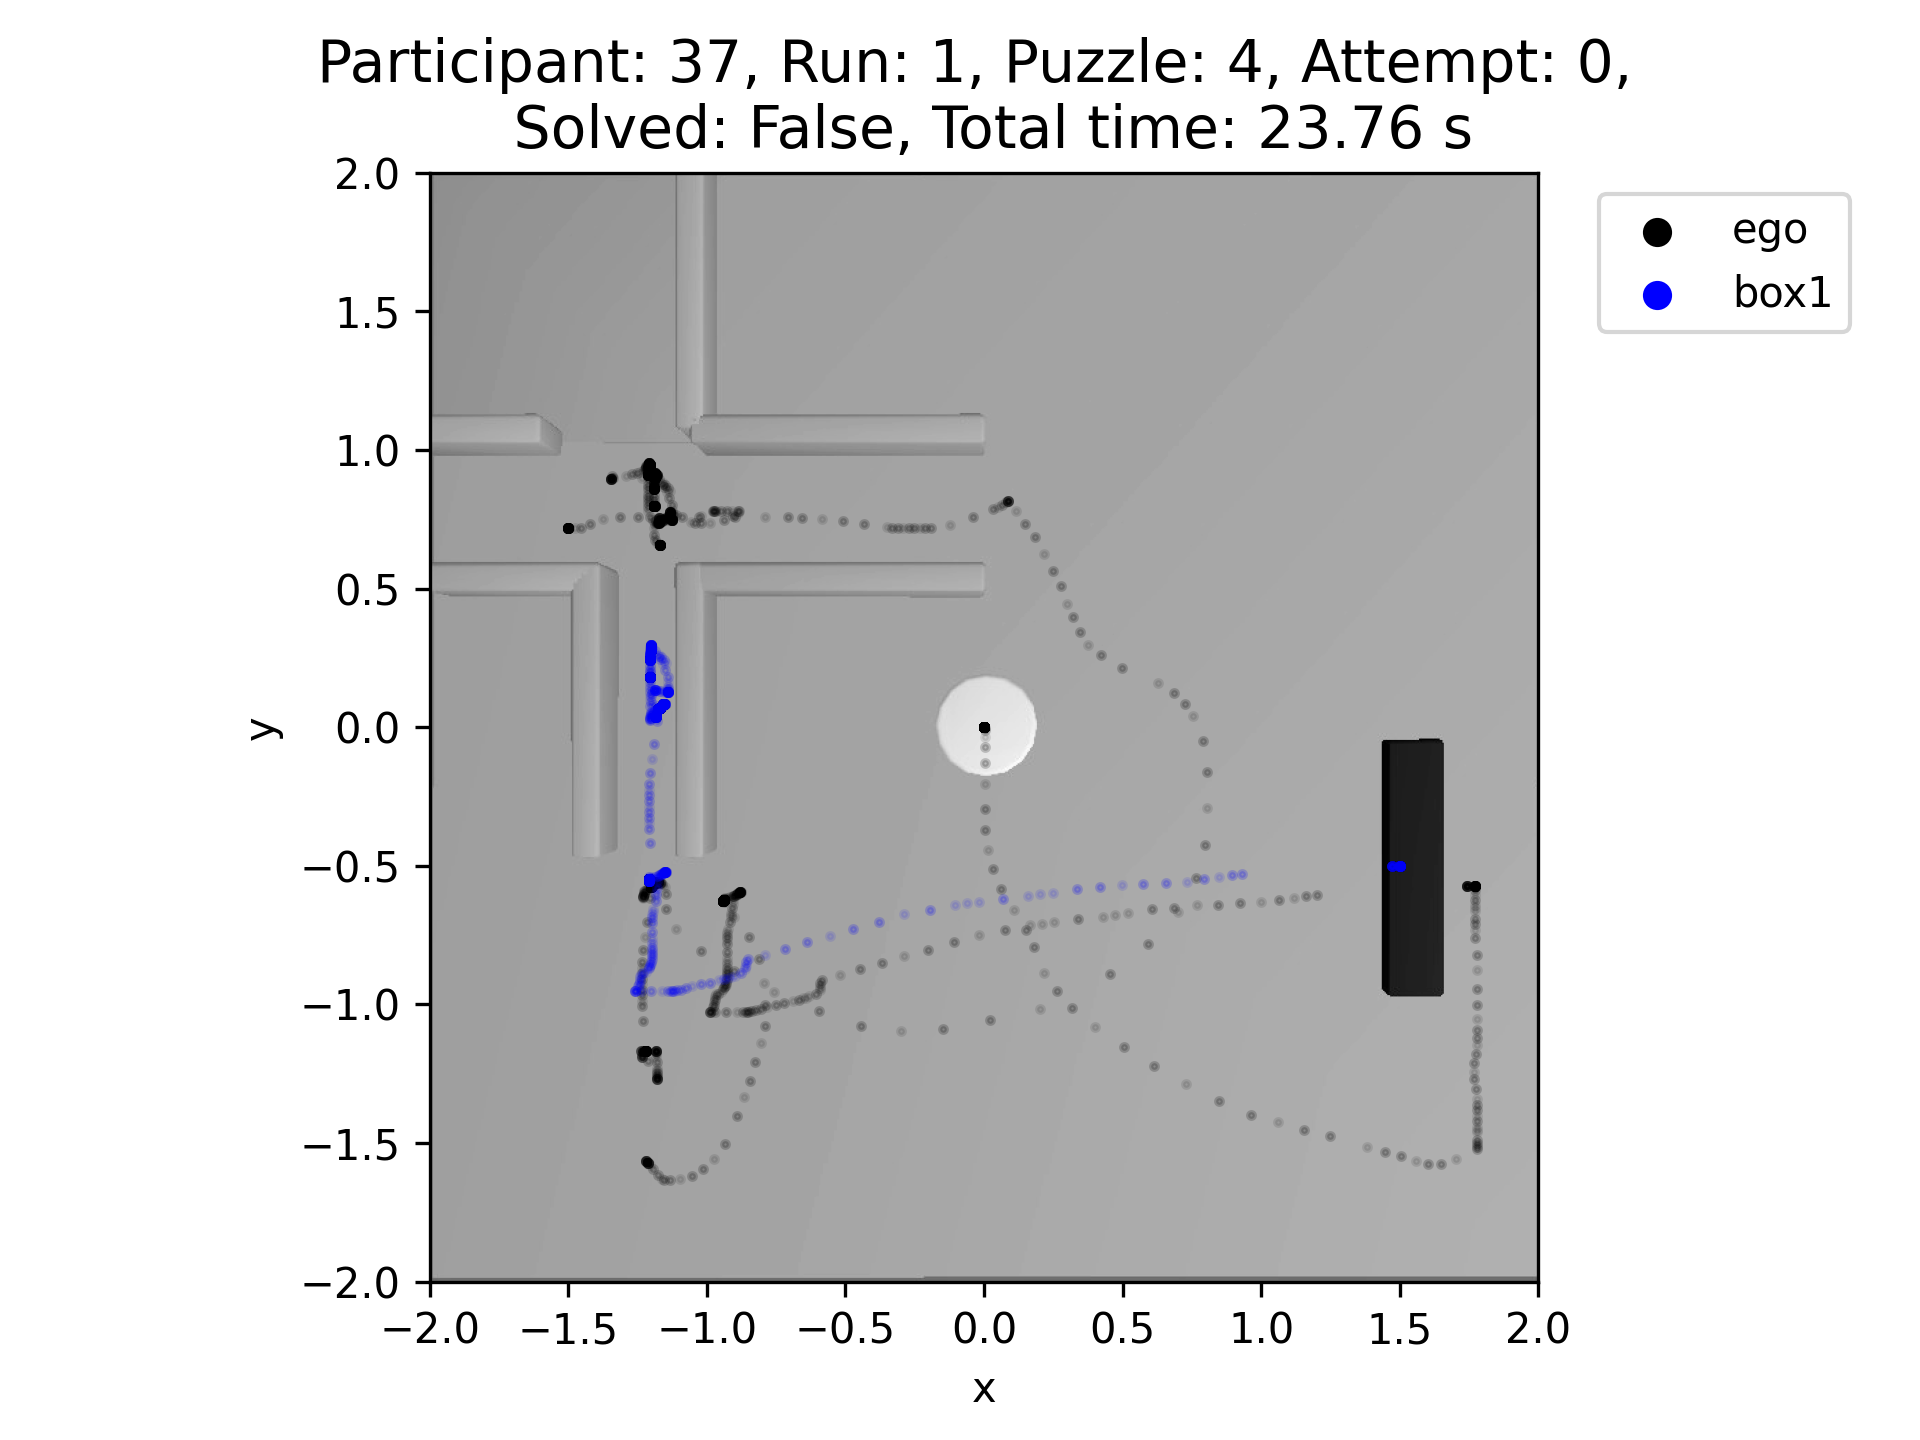 Participant: 37, Run: 1, Puzzle: 4, Attempt: 0,
Solved: False, Total time: 23.76 s
ego
box1
2.0
1.5
1.0
0.5
0.0
−0.5
−1.0
−1.5
−2.0
y
−2.0 −1.5 −1.0 −0.5 0.0 0.5 1.0 1.5 2.0
x